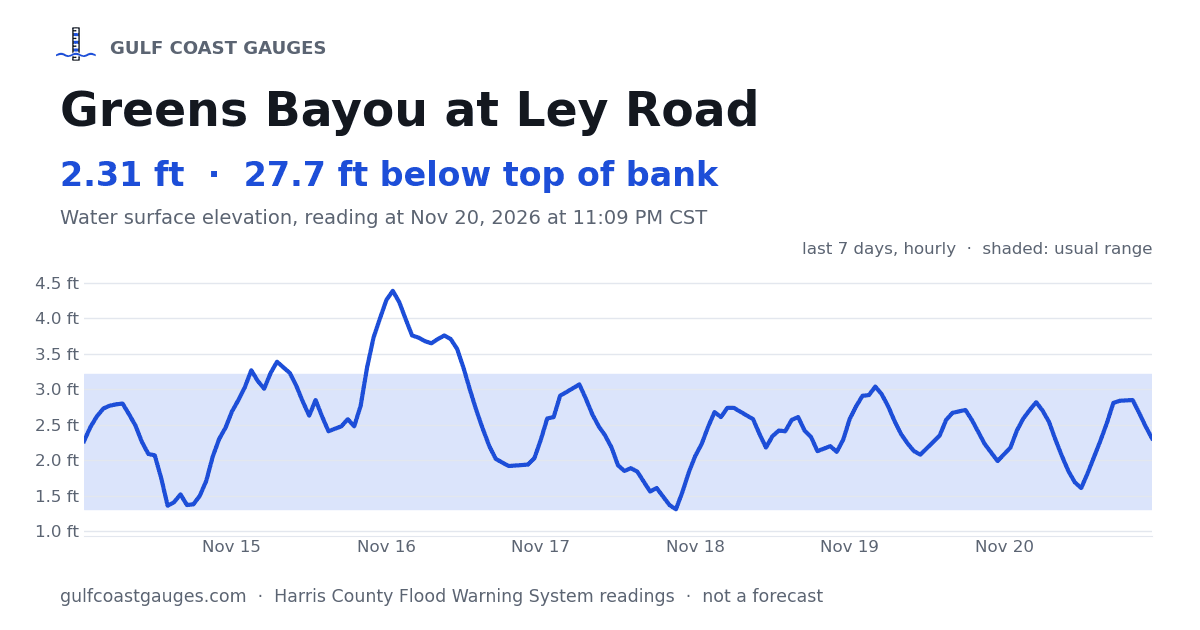 GULF COAST GAUGES
Greens Bayou at Ley Road
2.31 ft · 27.7 ft below top of bank
Water surface elevation, reading at Nov 20, 2026 at 11:09 PM CST
last 7 days, hourly · shaded: usual range
4.5 ft
4.0 ft
3.5 ft
3.0 ft
2.5 ft
2.0 ft
1.5 ft
1.0 ft
Nov 15 Nov 16 Nov 17 Nov 18 Nov 19 Nov 20
gulfcoastgauges.com · Harris County Flood Warning System readings · not a forecast